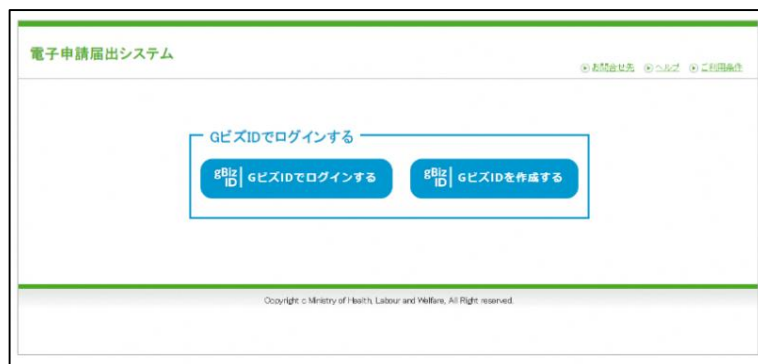 電子申請届出システム
お問合せ先 ヘルプ ご利用条件
GビズIDでログインする
gBiz ID GビズIDでログインする gBiz ID GビズIDを作成する
Copyright c Ministry of Health, Labour and Welfare, All Right reserved.